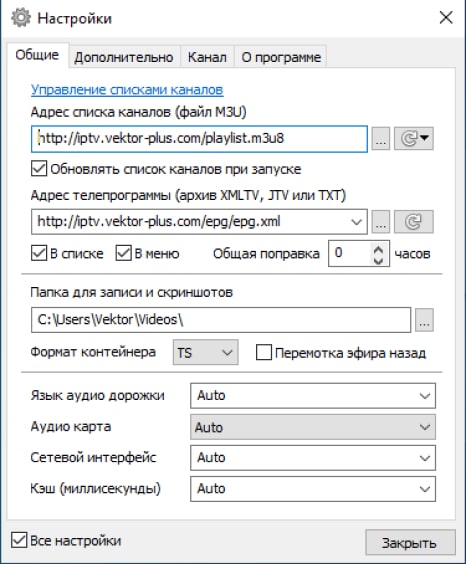 Настройки
Общие Дополнительно Канал О программе
Управление списками каналов
Адрес списка каналов (файл M3U)
http://iptv.vektor-plus.com/playlist.m3u8 ...
Обновлять список каналов при запуске
Адрес телепрограммы (архив XMLTV, JTV или TXT)
http://iptv.vektor-plus.com/epg/epg.xml ...
В списке В меню Общая поправка 0 часов
Папка для записи и скриншотов
C:\Users\Vektor\Videos\ ...
Формат контейнера TS Перемотка эфира назад
Язык аудио дорожки Auto
Аудио карта Auto
Сетевой интерфейс Auto
Кэш (миллисекунды) Auto
Все настройки Закрыть